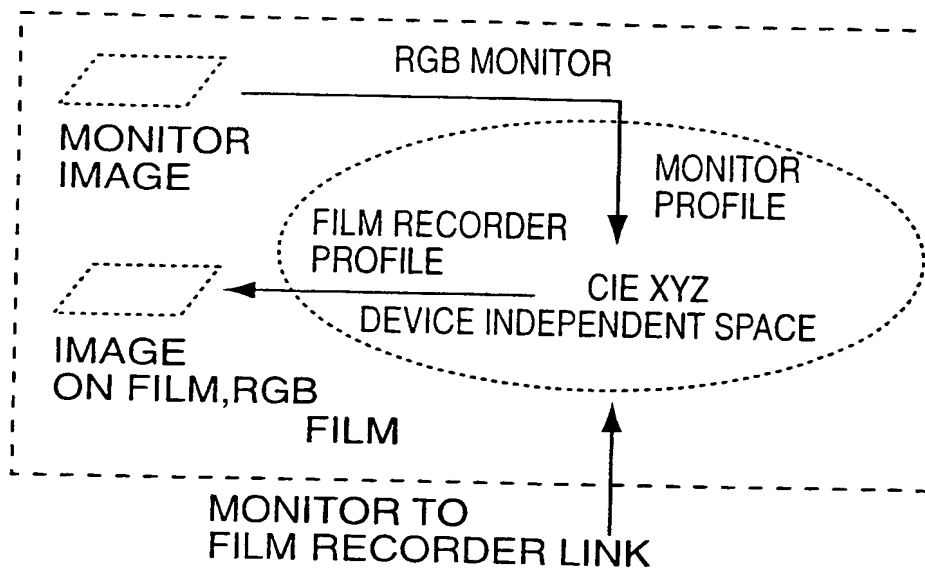 RGB MONITOR
MONITOR
IMAGE
MONITOR
PROFILE
FILM RECORDER
PROFILE
CIE XYZ
DEVICE INDEPENDENT SPACE
IMAGE
ON FILM,RGB
FILM
MONITOR TO
FILM RECORDER LINK